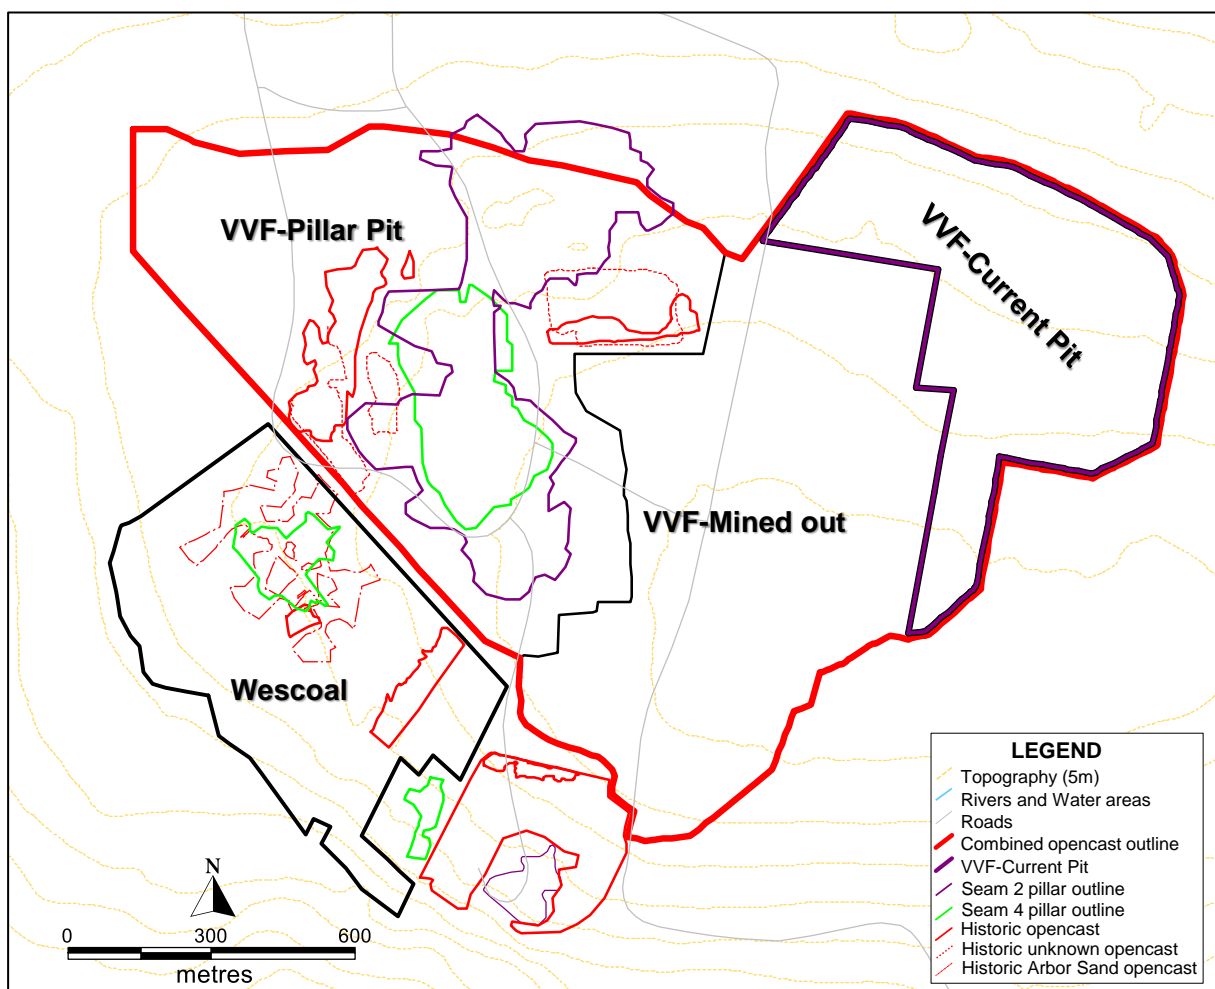 VVF-Pillar Pit
VVF-Current Pit
VVF-Mined out
Wescoal
LEGEND
Topography (5m)
Rivers and Water areas
Roads
Combined opencast outline
VVF-Current Pit
Seam 2 pillar outline
Seam 4 pillar outline
Historic opencast
Historic unknown opencast
Historic Arbor Sand opencast
N
0 300 600
metres